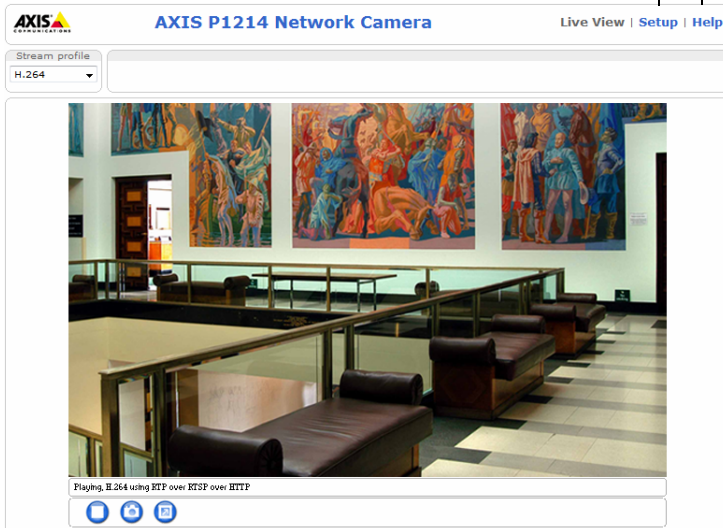 AXIS
COMMUNICATIONS
AXIS P1214 Network Camera
Live View | Setup | Help
Stream profile
H.264
Playing, H.264 using RTP over RTSP over HTTP